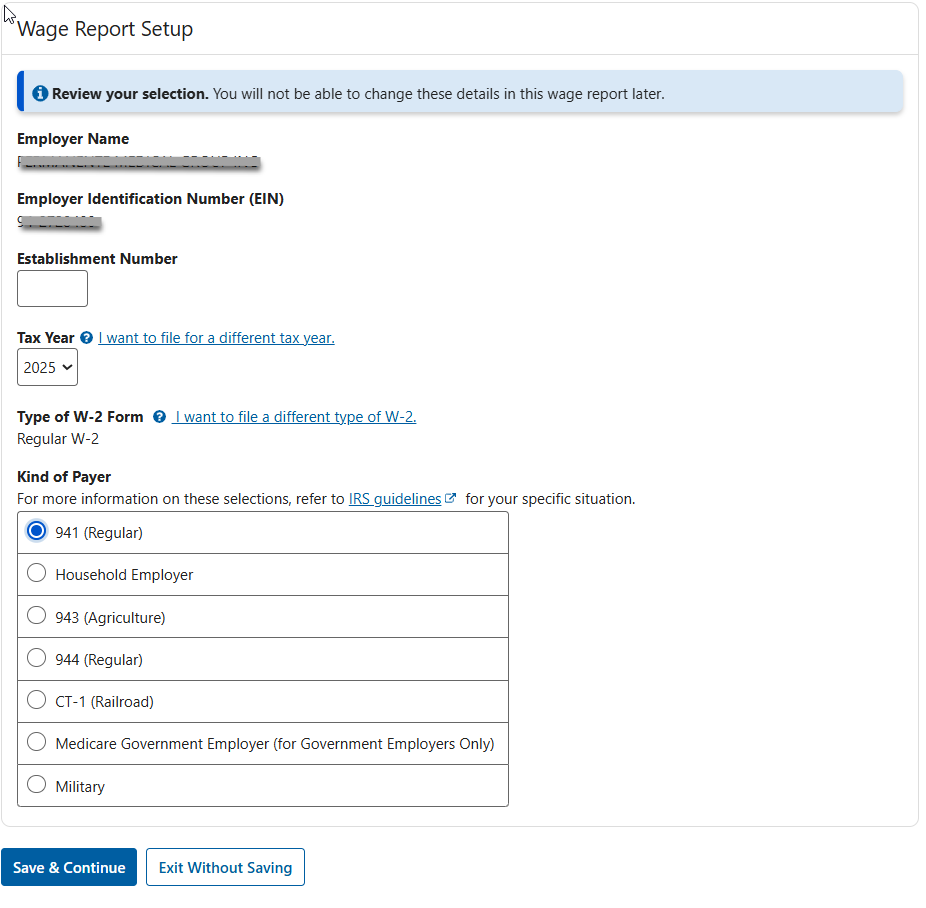 Wage Report Setup
Review your selection. You will not be able to change these details in this wage report later.
Employer Name
Employer Identification Number (EIN)
Establishment Number
Tax Year I want to file for a different tax year.
2025
Type of W-2 Form I want to file a different type of W-2.
Regular W-2
Kind of Payer
For more information on these selections, refer to IRS guidelines for your specific situation.
941 (Regular)
Household Employer
943 (Agriculture)
944 (Regular)
CT-1 (Railroad)
Medicare Government Employer (for Government Employers Only)
Military
Save & Continue
Exit Without Saving